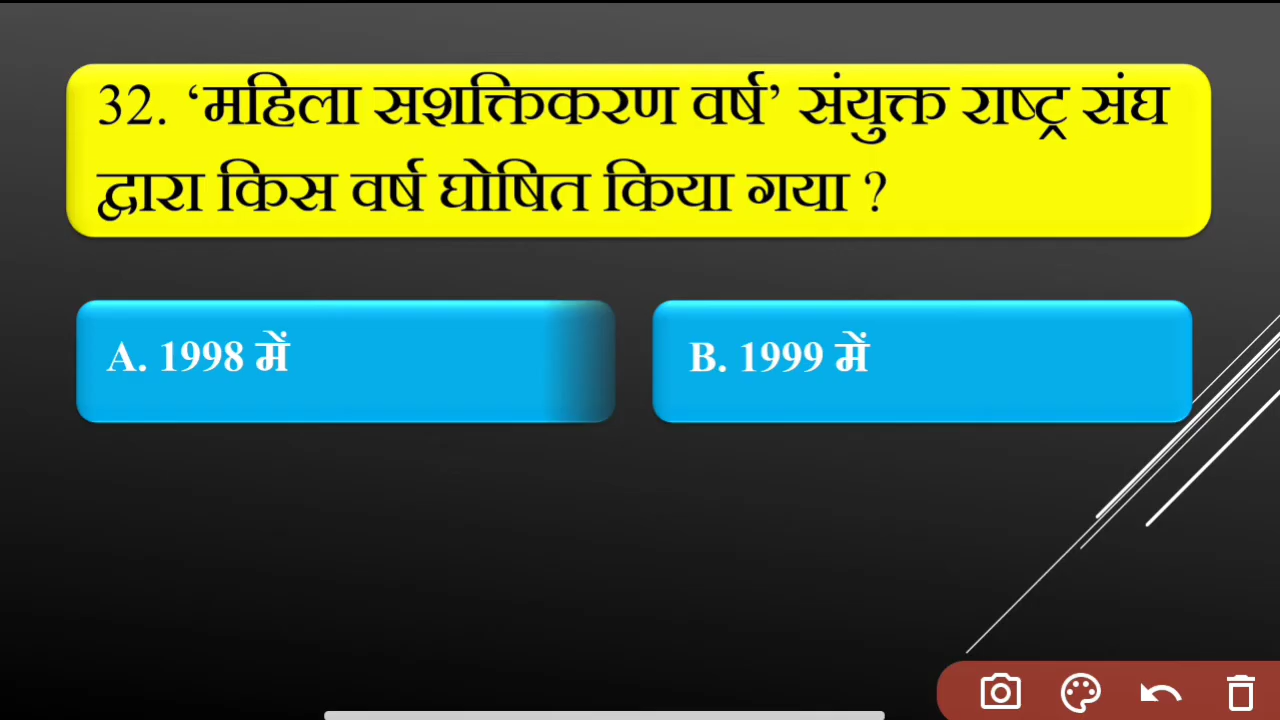 32. ‘महिला सशक्तिकरण वर्ष’ संयुक्त राष्ट्र संघ
द्वारा किस वर्ष घोषित किया गया ?
A. 1998 में
B. 1999 में